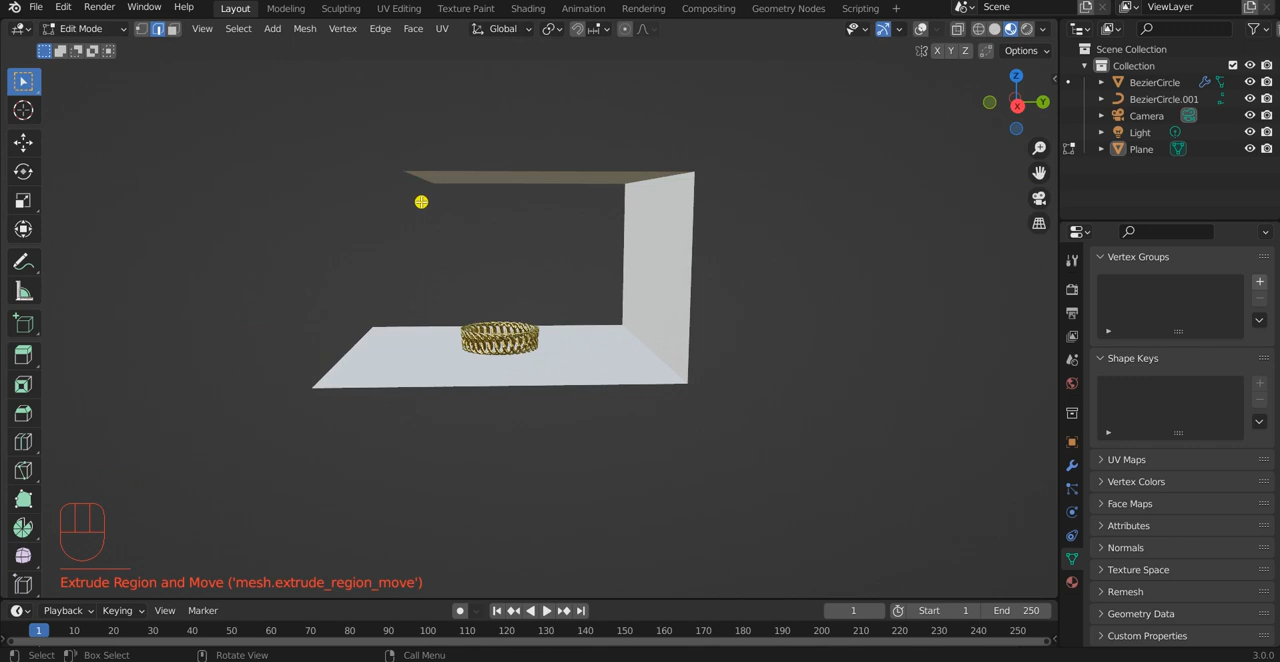 File Edit Render Window Help Layout Modeling Sculpting UV Editing Texture Paint Shading Animation Rendering Compositing Geometry Nodes Scripting + Scene ViewLayer
Edit Mode View Select Add Mesh Vertex Edge Face UV Global
X Y Z Options
Scene Collection
Collection
BezierCircle
BezierCircle.001
Camera
Light
Plane
Z
Y
X
Vertex Groups
Shape Keys
UV Maps
Vertex Colors
Face Maps
Attributes
Normals
Texture Space
Remesh
Geometry Data
Custom Properties
Extrude Region and Move ('mesh.extrude_region_move')
Playback Keying View Marker 1 Start 1 End 250
1 10 20 30 40 50 60 70 80 90 100 110 120 130 140 150 160 170 180 190 200 210 220 230 240 250
Select Box Select Rotate View Call Menu 3.0.0